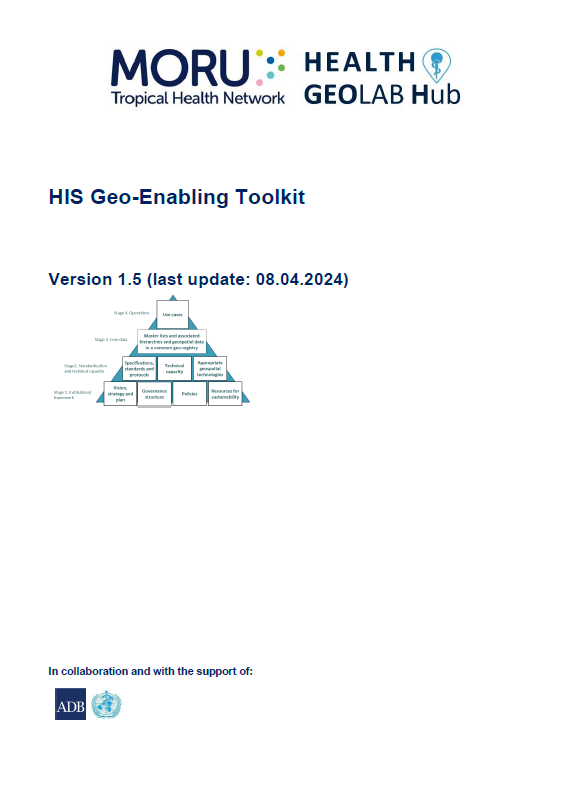 MORU HEALTH
Tropical Health Network GEOLAB Hub
HIS Geo-Enabling Toolkit
Version 1.5 (last update: 08.04.2024)
Stage 4. Operations
Use cases
Stage 3. Core data
Master lists and associated
hierarchies and geospatial data
in a common geo-registry
Stage 2. Standardization
and technical capacity
Specifications,
standards and
protocols
Technical
capacity
Appropriate
geospatial
technologies
Stage 1. Institutional
framework
Vision,
strategy and
plan
Governance
structure
Policies
Resources for
sustainability
In collaboration and with the support of:
ADB